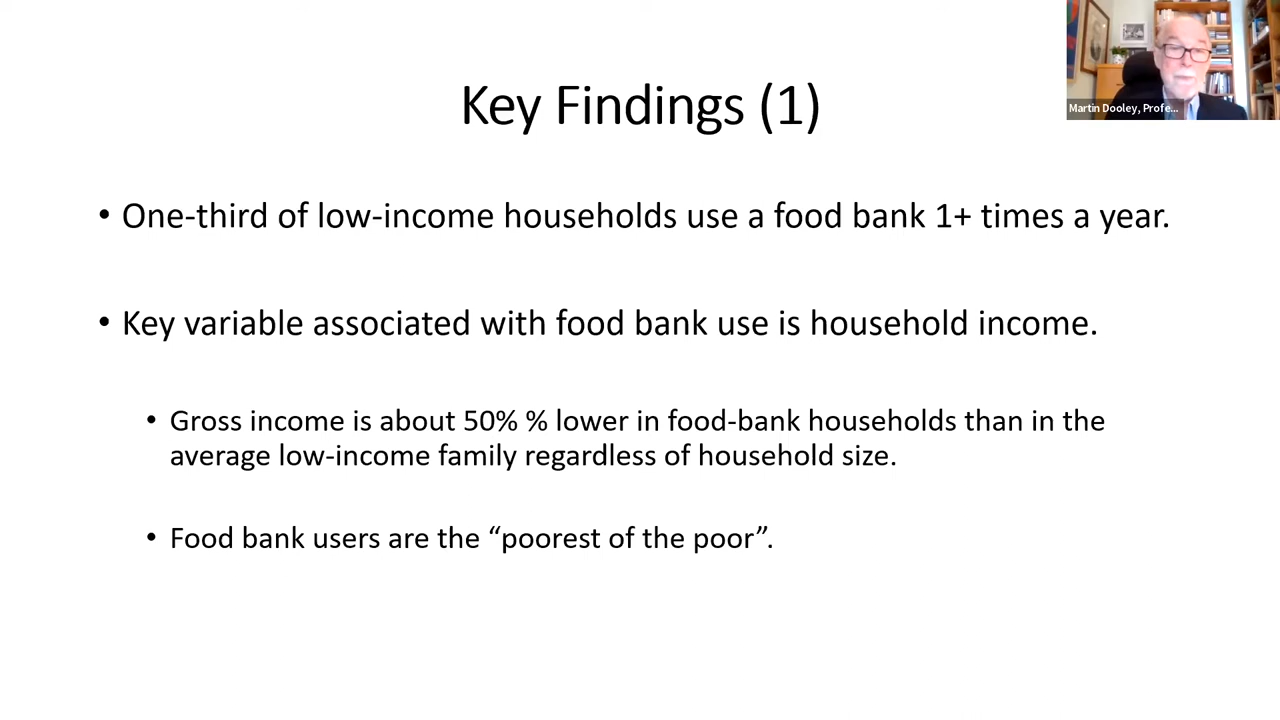 Martin Dooley, Profe...
Key Findings (1)
• One-third of low-income households use a food bank 1+ times a year.
• Key variable associated with food bank use is household income.
• Gross income is about 50% % lower in food-bank households than in the
average low-income family regardless of household size.
• Food bank users are the “poorest of the poor”.